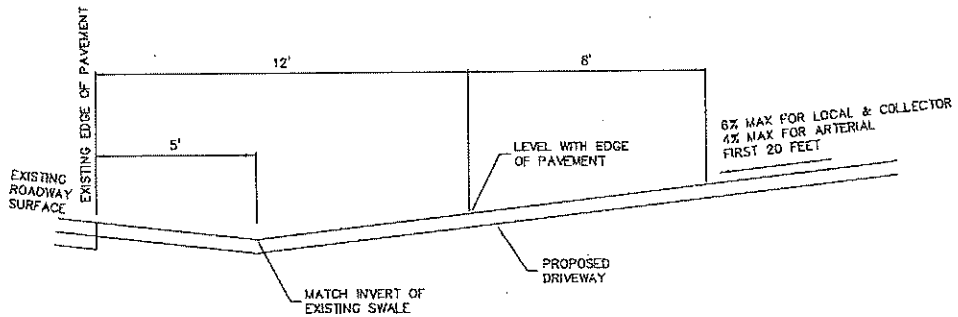 EXISTING EDGE OF PAVEMENT
12'
8'
5'
6% MAX FOR LOCAL & COLLECTOR
4% MAX FOR ARTERIAL
FIRST 20 FEET
LEVEL WITH EDGE
OF PAVEMENT
EXISTING
ROADWAY
SURFACE
PROPOSED
DRIVEWAY
MATCH INVERT OF
EXISTING SWALE